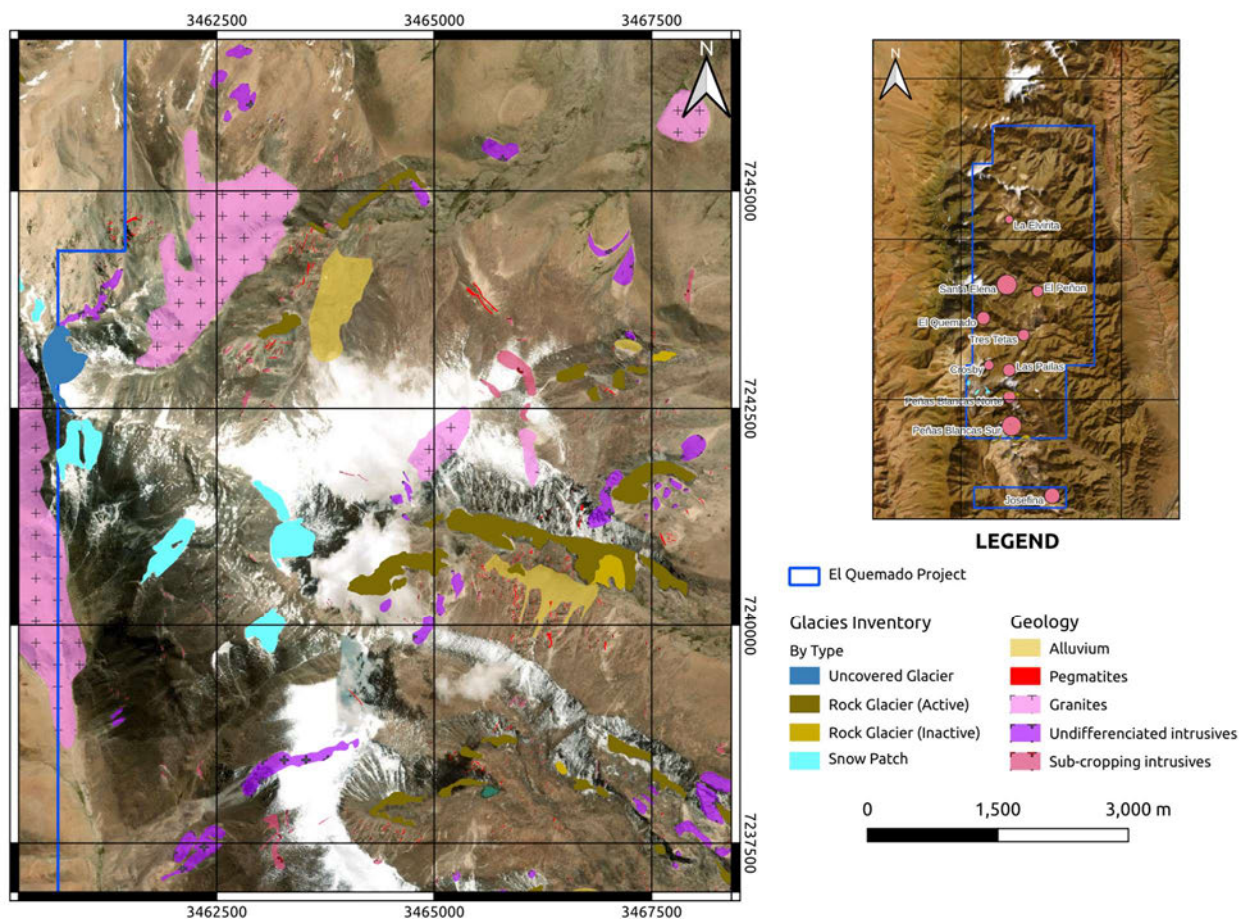 3462500
3465000
3467500
N
7245000
7242500
7240000
7237500
3462500
3465000
3467500
N
La Elvirita
Santa Elena
El Peñon
El Quemado
Tres Tetas
Crosby
Las Pailas
Peñas Blancas Norte
Peñas Blancas Sur
Josefina
LEGEND
El Quemado Project
Glacies Inventory
By Type
Uncovered Glacier
Rock Glacier (Active)
Rock Glacier (Inactive)
Snow Patch
Geology
Alluvium
Pegmatites
Granites
Undifferenciated intrusives
Sub-cropping intrusives
0 1,500 3,000 m